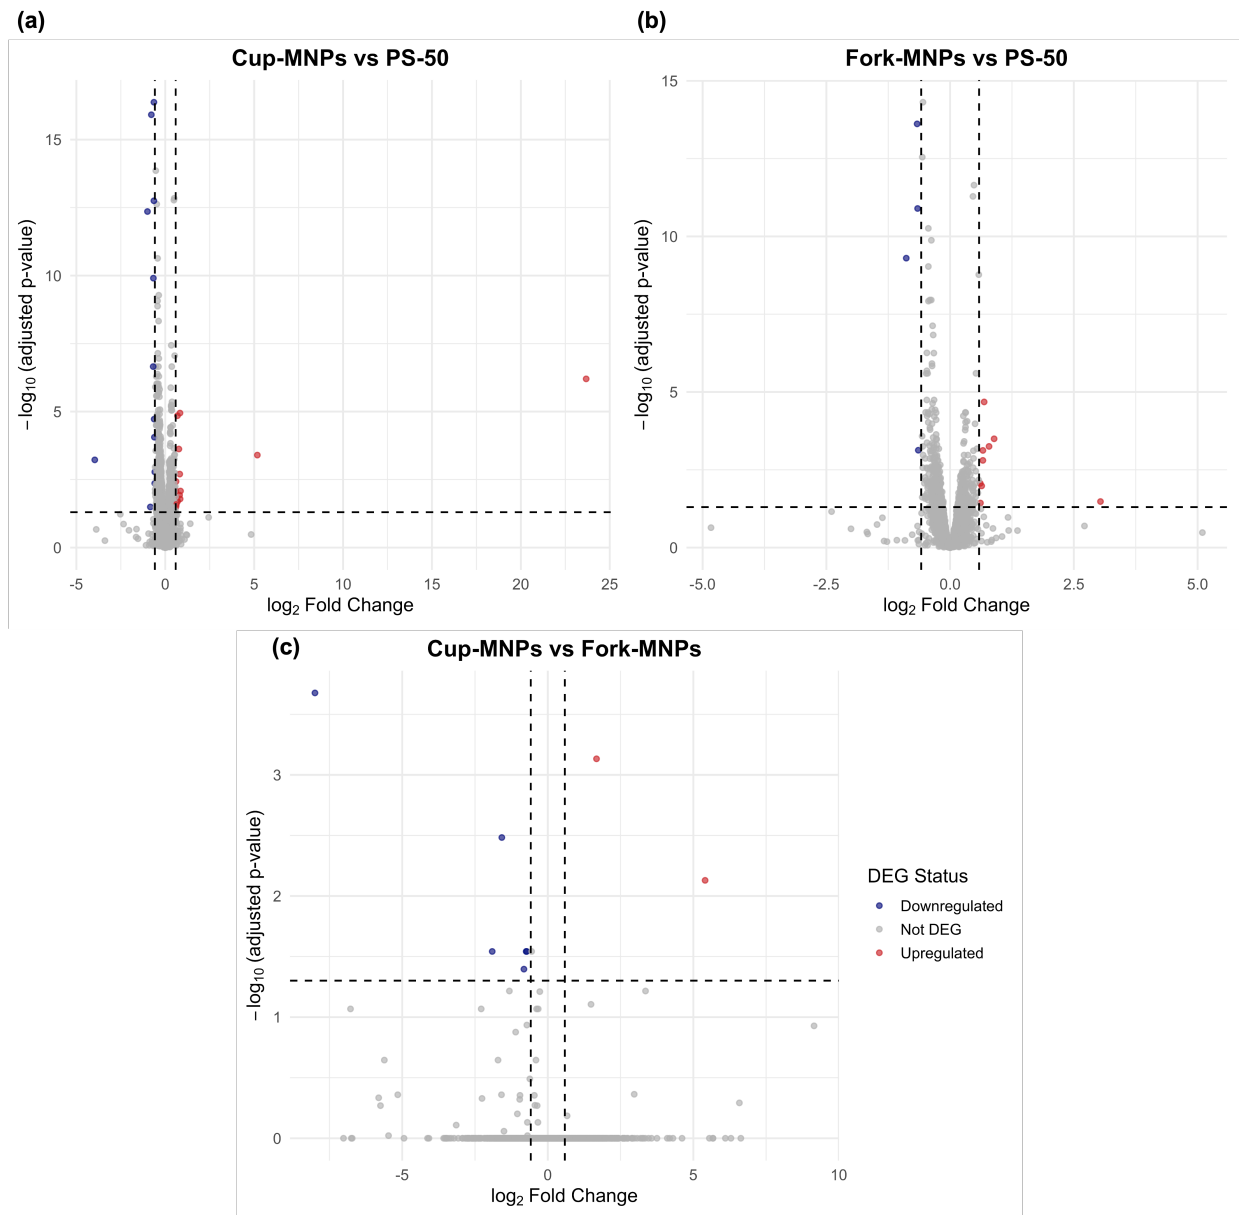 (a)
Cup-MNPs vs PS-50
−log10 (adjusted p-value)
15
10
5
0
-5 0 5 10 15 20 25
log2 Fold Change
(b)
Fork-MNPs vs PS-50
−log10 (adjusted p-value)
15
10
5
0
-5.0 -2.5 0.0 2.5 5.0
log2 Fold Change
(c)
Cup-MNPs vs Fork-MNPs
−log10 (adjusted p-value)
3
2
1
0
-5 0 5 10
log2 Fold Change
DEG Status
Downregulated
Not DEG
Upregulated